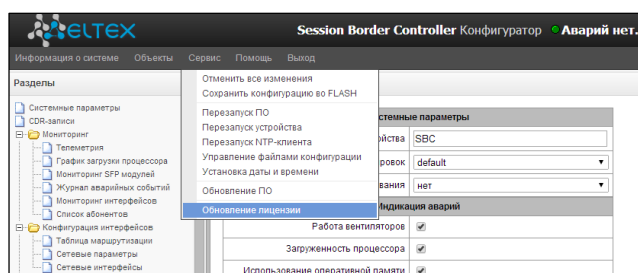 ELTEX
Session Border Controller Конфигуратор Аварий нет.
Информация о системе Объекты Сервис Помощь Выход
Разделы
Системные параметры
CDR-записи
Мониторинг
Телеметрия
График загрузки процессора
Мониторинг SFP модулей
Журнал аварийных событий
Мониторинг интерфейсов
Список абонентов
Конфигурация интерфейсов
Таблица маршрутизации
Сетевые параметры
Сетевые интерфейсы
Отменить все изменения
Сохранить конфигурацию во FLASH
Перезапуск ПО
Перезапуск устройства
Перезапуск NTP-клиента
Управление файлами конфигурации
Установка даты и времени
Обновление ПО
Обновление лицензии
стемные параметры
ойства SBC
ровок default
вания нет
Индикация аварий
Работа вентиляторов
Загруженность процессора
Использование оперативной памяти